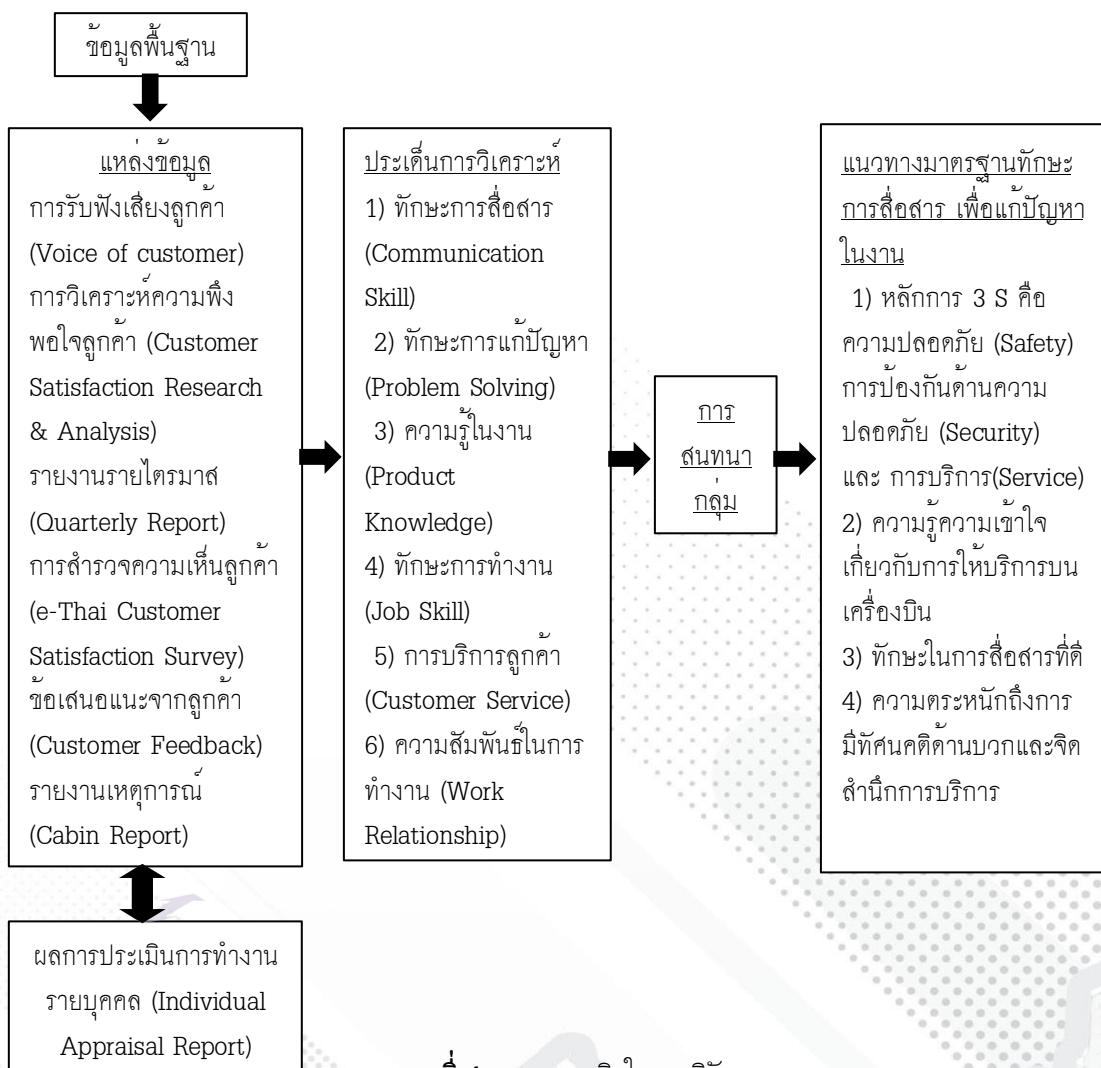 ข้อมูลพื้นฐาน
แหล่งข้อมูล
การรับฟังเสียงลูกค้า
(Voice of customer)
การวิเคราะห์ความพึง
พอใจลูกค้า (Customer
Satisfaction Research
& Analysis)
รายงานรายไตรมาส
(Quarterly Report)
การสำรวจความเห็นลูกค้า
(e-Thai Customer
Satisfaction Survey)
ข้อเสนอแนะจากลูกค้า
(Customer Feedback)
รายงานเหตุการณ์
(Cabin Report)
ผลการประเมินการทำงาน
รายบุคคล (Individual
Appraisal Report)
ประเด็นการวิเคราะห์
1) ทักษะการสื่อสาร
(Communication
Skill)
2) ทักษะการแก้ปัญหา
(Problem Solving)
3) ความรู้ในงาน
(Product
Knowledge)
4) ทักษะการทำงาน
(Job Skill)
5) การบริการลูกค้า
(Customer Service)
6) ความสัมพันธ์ในการ
ทำงาน (Work
Relationship)
การ
สนทนา
กลุ่ม
แนวทางมาตรฐานทักษะ
การสื่อสาร เพื่อแก้ปัญหา
ในงาน
1) หลักการ 3 S คือ
ความปลอดภัย (Safety)
การป้องกันด้านความ
ปลอดภัย (Security)
และ การบริการ(Service)
2) ความรู้ความเข้าใจ
เกี่ยวกับการให้บริการบน
เครื่องบิน
3) ทักษะในการสื่อสารที่ดี
4) ความตระหนักถึงการ
มีทัศนคติด้านบวกและจิต
สำนึกการบริการ